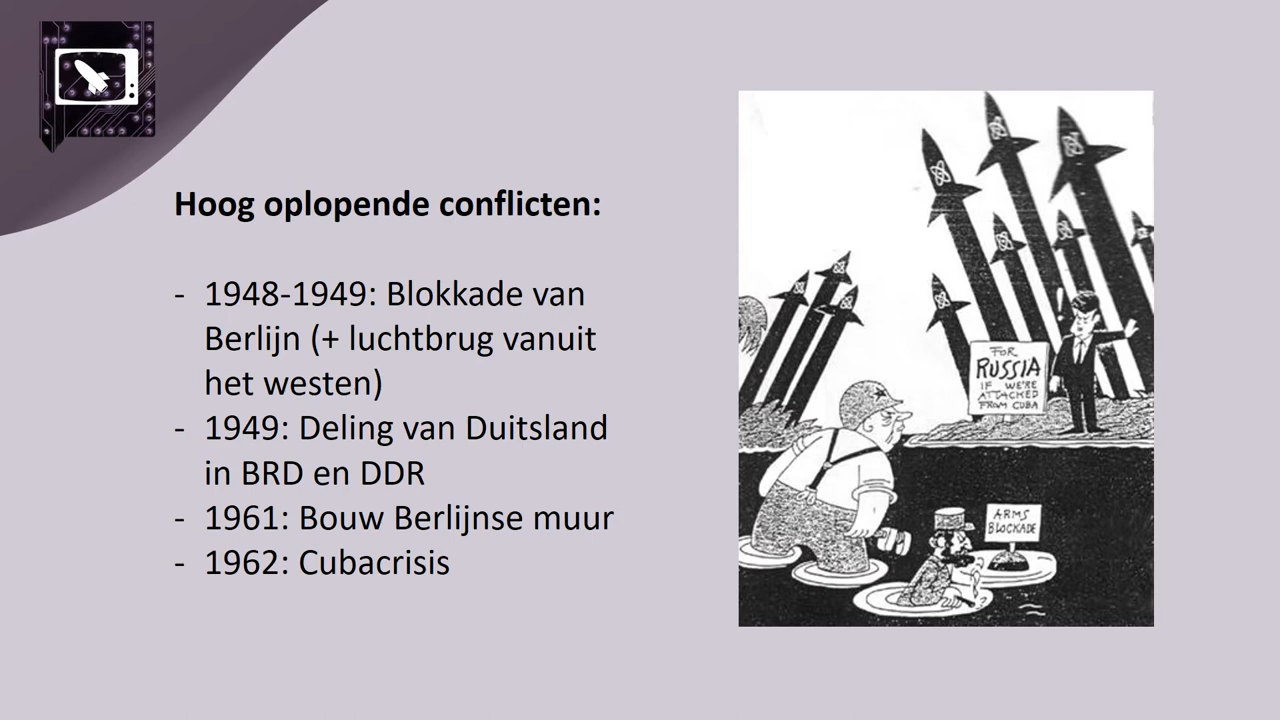 Hoog oplopende conflicten:
- 1948-1949: Blokkade van
Berlijn (+ luchtbrug vanuit
het westen)
- 1949: Deling van Duitsland
in BRD en DDR
- 1961: Bouw Berlijnse muur
- 1962: Cubacrisis
FOR
RUSSIA
IF WE'RE
ATTACKED
FROM CUBA
ARMS
BLOCKADE